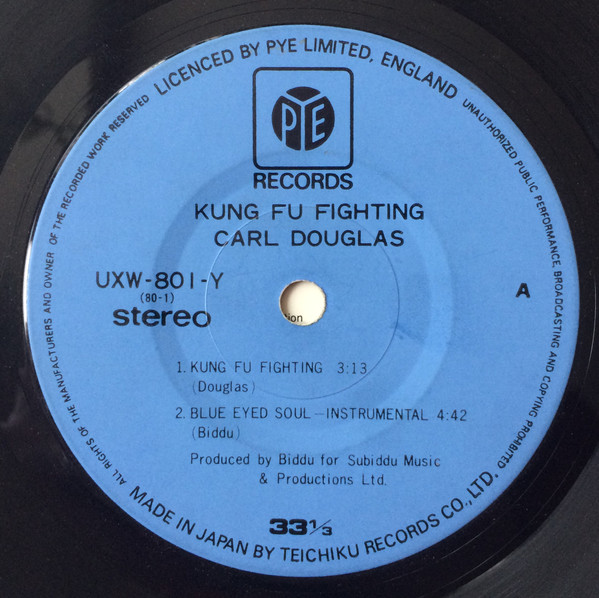 LICENCED BY PYE LIMITED, ENGLAND
UNAUTHORIZED PUBLIC PERFORMANCE, BROADCASTING AND COPYING PROHIBITED
ALL RIGHTS OF THE MANUFACTURERS AND OWNER OF THE RECORDED WORK RESERVED
PYE
RECORDS
KUNG FU FIGHTING
CARL DOUGLAS
UXW-801-Y
(80-1)
stereo
A
ion
1. KUNG FU FIGHTING 3:13
(Douglas)
2. BLUE EYED SOUL—INSTRUMENTAL 4:42
(Biddu)
Produced by Biddu for Subiddu Music
& Productions Ltd.
33 1/3
MADE IN JAPAN BY TEICHIKU RECORDS CO., LTD.